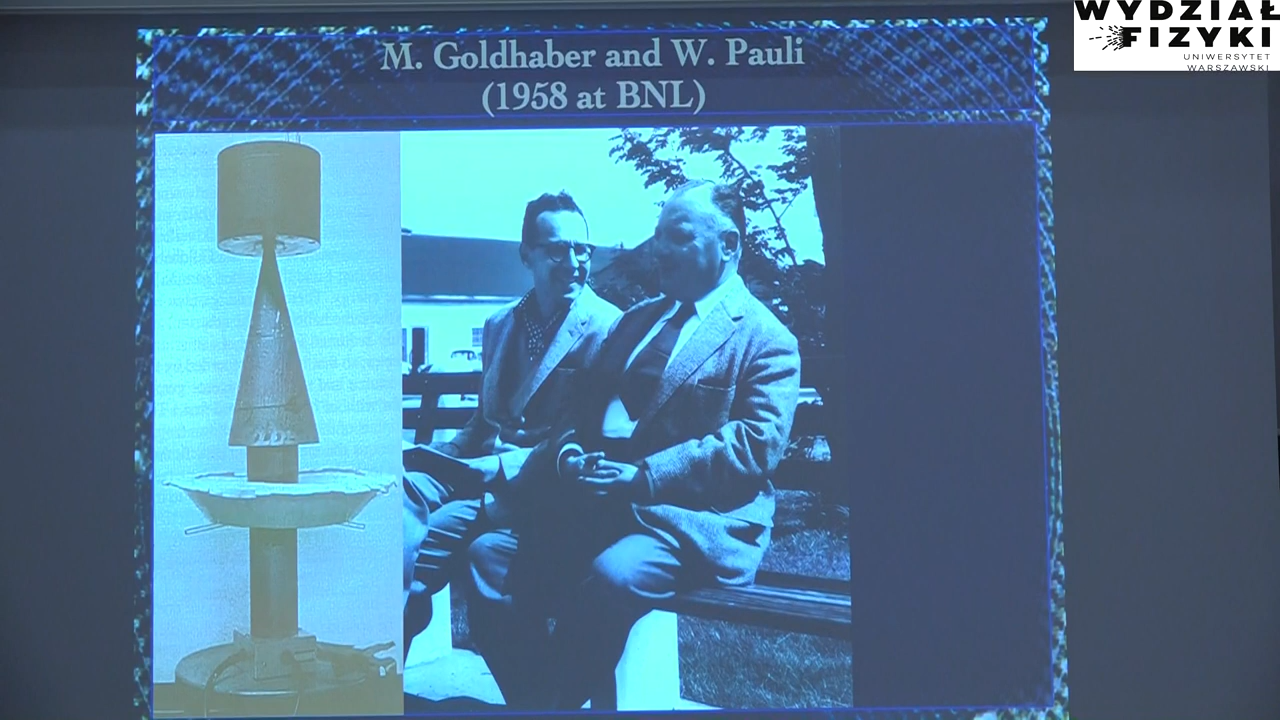 M. Goldhaber and W. Pauli
(1958 at BNL)
WYDZIAŁ
FIZYKI
UNIWERSYTET
WARSZAWSKI